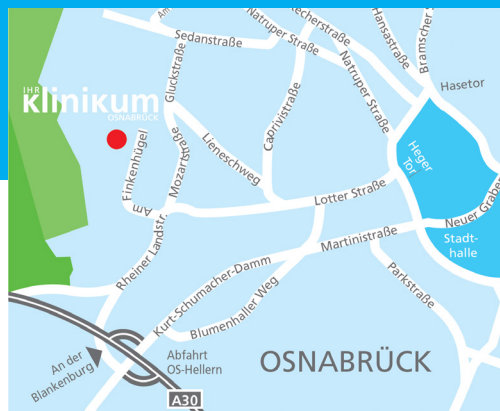 Am
Sedanstraße
Natruper Straße
Hansastraße
Bramscher
Hasetor
IHR
Klinikum
OSNABRÜCK
Gluckstraße
Natruper Straße
Caprivistraße
Lieneschweg
Mozartstraße
Finkenhügel
Am
Heger
Tor
Lotter Straße
Neuer Graben
Martinistraße
Stadt-
halle
Rheiner Landstr.
Kurt-Schumacher-Damm
Parkstraße
Blumenhaller Weg
An der
Blankenburg
Abfahrt
OS-Hellern
OSNABRÜCK
A30